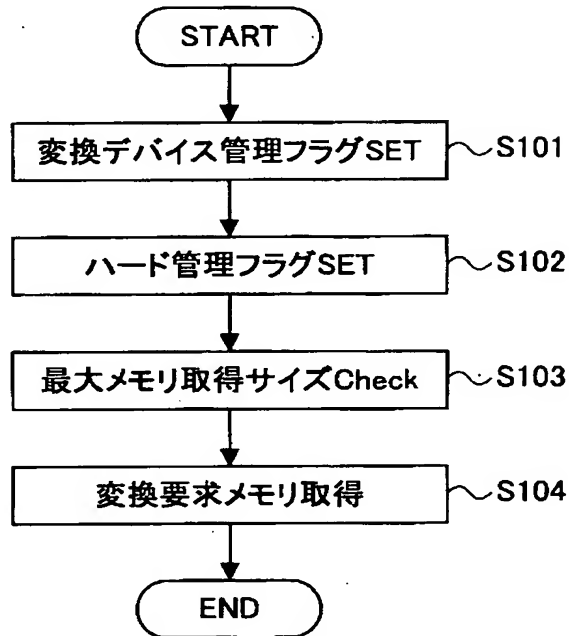 START
変換デバイス管理フラグSET
S101
ハード管理フラグSET
S102
最大メモリ取得サイズCheck
S103
変換要求メモリ取得
S104
END